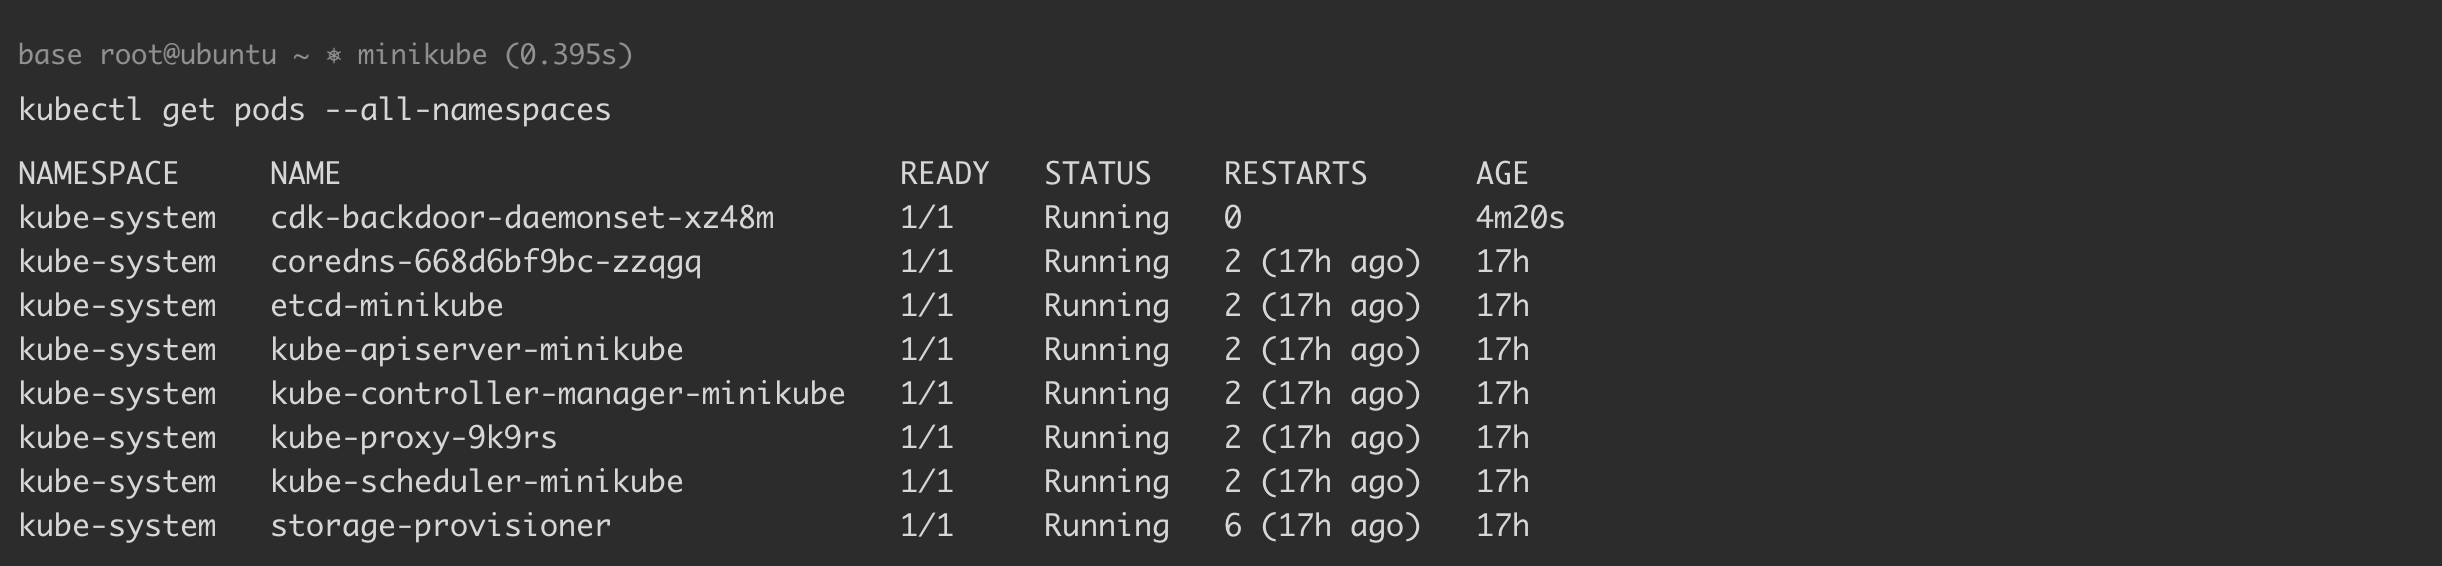 base root@ubuntu ~ ⎈ minikube (0.395s)
kubectl get pods --all-namespaces
NAMESPACE     NAME                               READY   STATUS    RESTARTS      AGE
kube-system   cdk-backdoor-daemonset-xz48m       1/1     Running   0             4m20s
kube-system   coredns-668d6bf9bc-zzqgq           1/1     Running   2 (17h ago)   17h
kube-system   etcd-minikube                      1/1     Running   2 (17h ago)   17h
kube-system   kube-apiserver-minikube            1/1     Running   2 (17h ago)   17h
kube-system   kube-controller-manager-minikube   1/1     Running   2 (17h ago)   17h
kube-system   kube-proxy-9k9rs                   1/1     Running   2 (17h ago)   17h
kube-system   kube-scheduler-minikube            1/1     Running   2 (17h ago)   17h
kube-system   storage-provisioner                1/1     Running   6 (17h ago)   17h